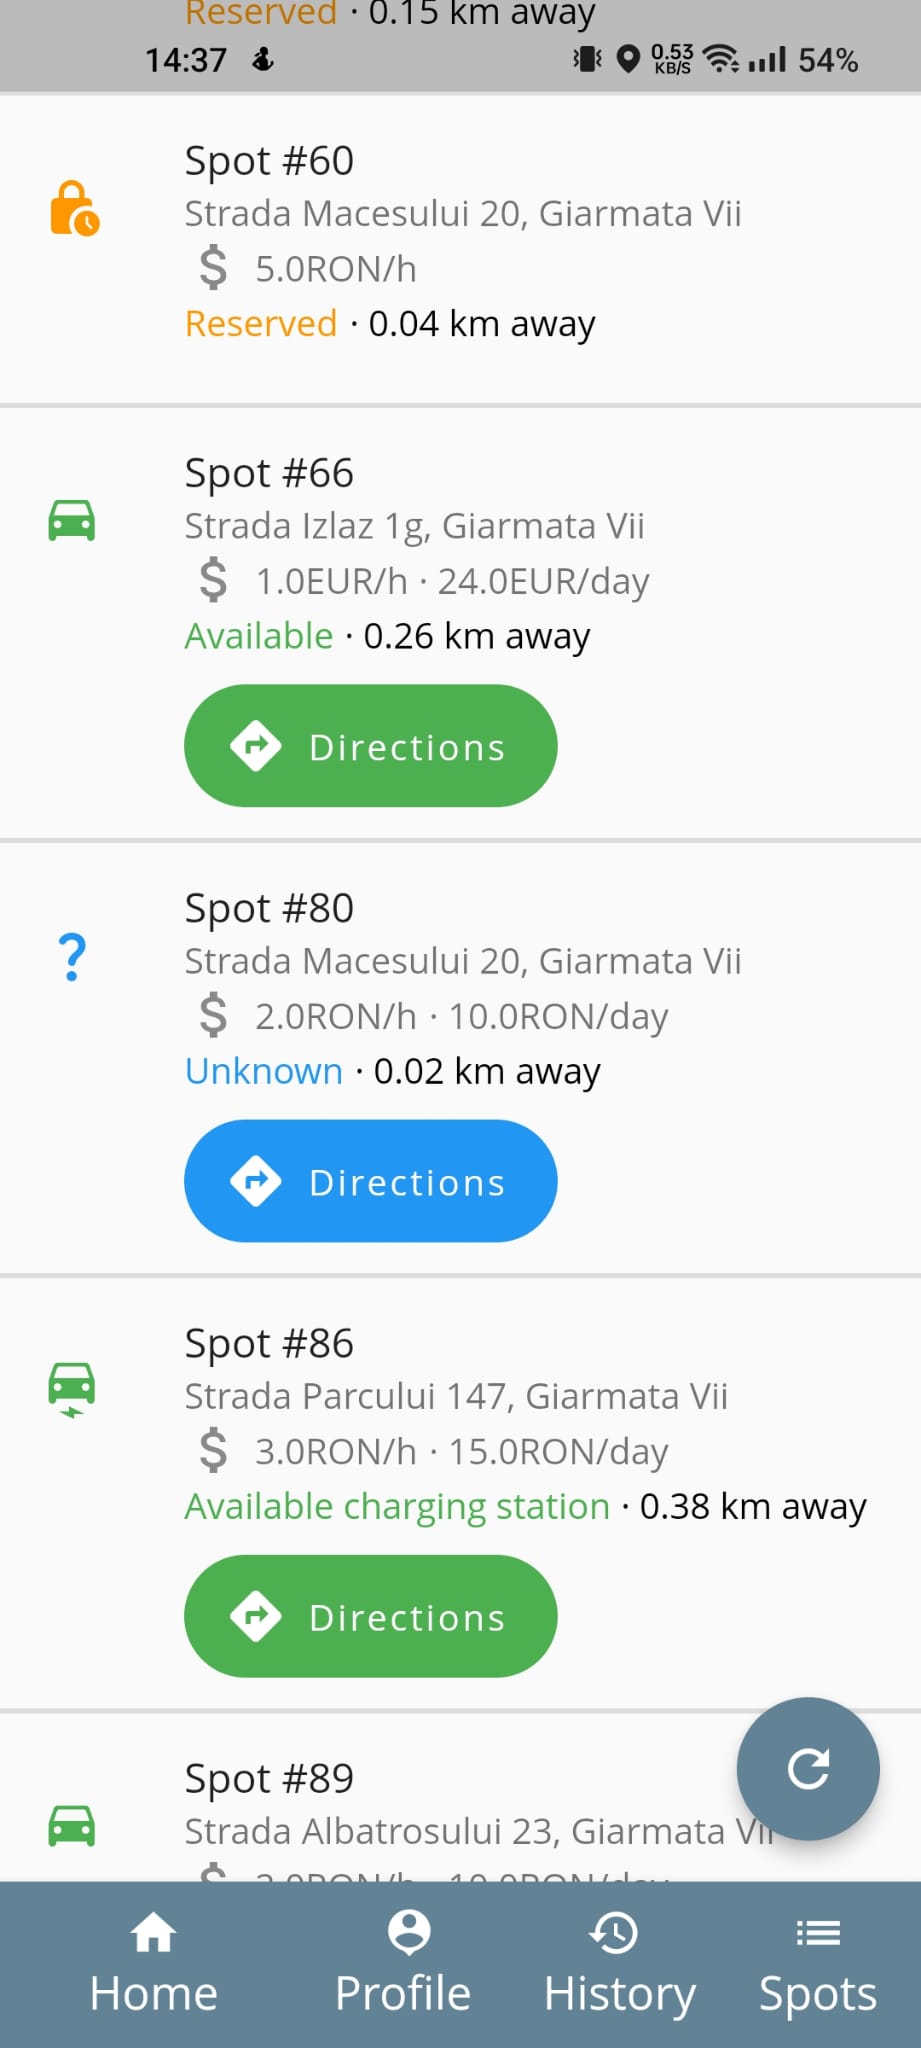 Reserved · 0.15 km away
14:37 0.53 KB/S 54%
Spot #60
Strada Macesului 20, Giarmata Vii
$ 5.0RON/h
Reserved · 0.04 km away
Spot #66
Strada Izlaz 1g, Giarmata Vii
$ 1.0EUR/h · 24.0EUR/day
Available · 0.26 km away
Directions
Spot #80
Strada Macesului 20, Giarmata Vii
$ 2.0RON/h · 10.0RON/day
Unknown · 0.02 km away
Directions
Spot #86
Strada Parcului 147, Giarmata Vii
$ 3.0RON/h · 15.0RON/day
Available charging station · 0.38 km away
Directions
Spot #89
Strada Albatrosului 23, Giarmata Vii
Home Profile History Spots